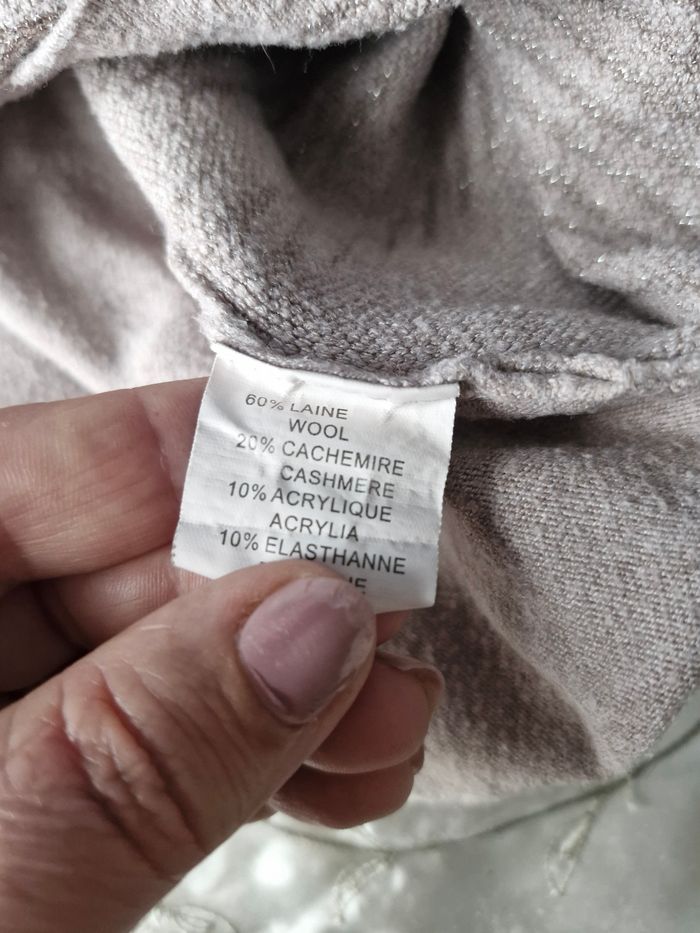 60% LAINE
WOOL
20% CACHEMIRE
CASHMERE
10% ACRYLIQUE
ACRYLIA
10% ELASTHANNE